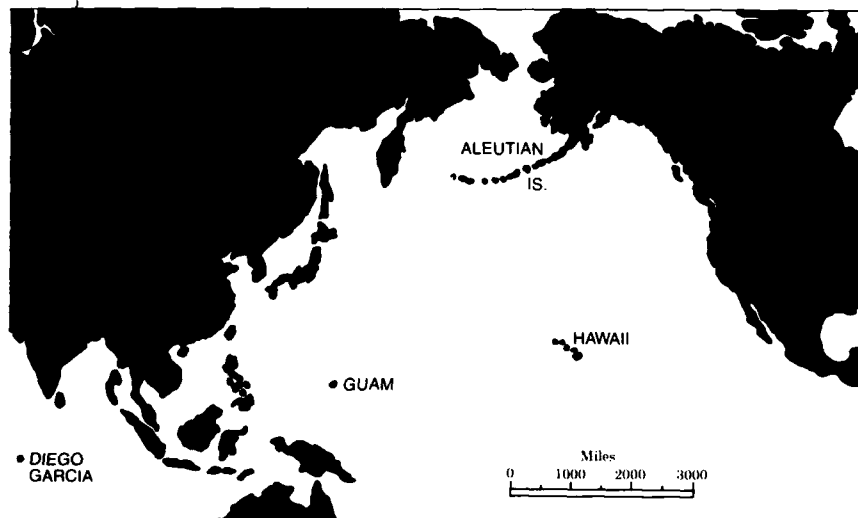 ALEUTIAN
IS.
HAWAII
GUAM
DIEGO
GARCIA
Miles
0 1000 2000 3000